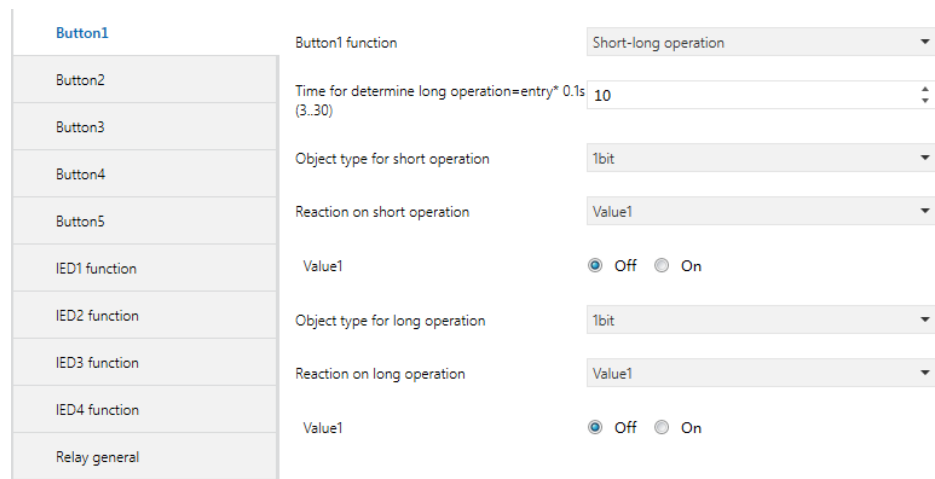 Button1
Button2
Button3
Button4
Button5
IED1 function
IED2 function
IED3 function
IED4 function
Relay general
Button1 function
Short-long operation
Time for determine long operation=entry* 0.1s
(3..30)
10
Object type for short operation
1bit
Reaction on short operation
Value1
Value1
Off On
Object type for long operation
1bit
Reaction on long operation
Value1
Value1
Off On